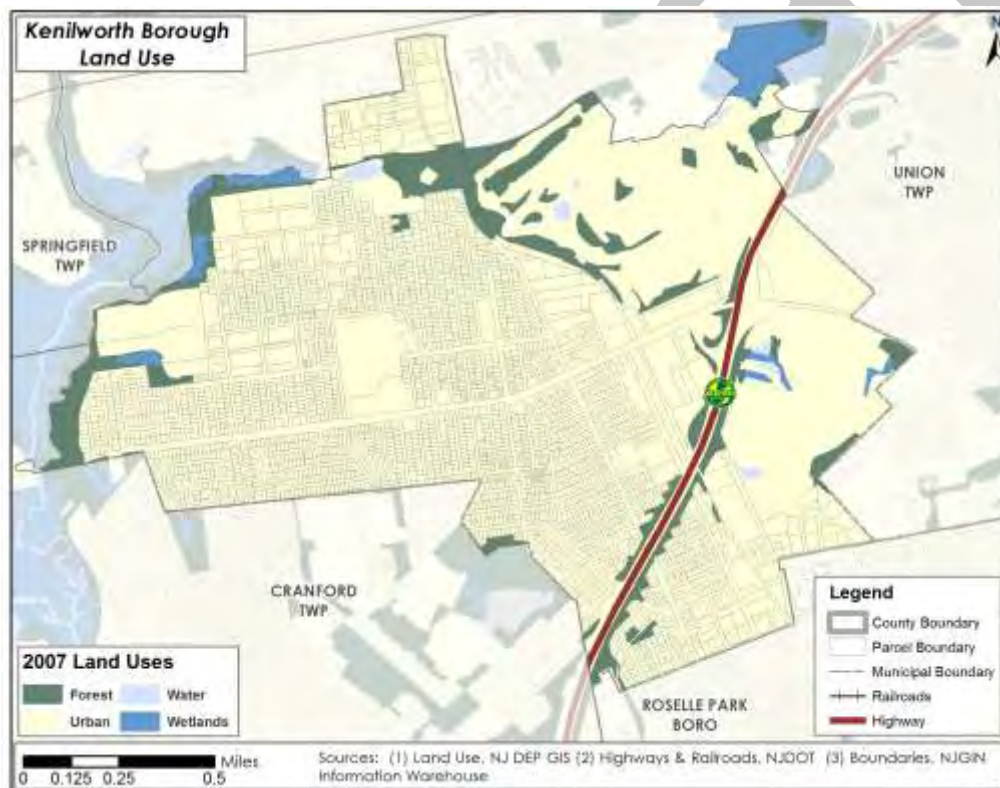 Kenilworth Borough
Land Use
N
UNION
TWP
SPRINGFIELD
TWP
CRANFORD
TWP
ROSELLE PARK
BORO
2007 Land Uses
Forest
Water
Urban
Wetlands
Legend
County Boundary
Parcel Boundary
Municipal Boundary
Railroads
Highway
Miles
0 0.125 0.25 0.5
Sources: (1) Land Use, NJ DEP GIS (2) Highways & Railroads, NJDOT (3) Boundaries, NJGIN
Information Warehouse